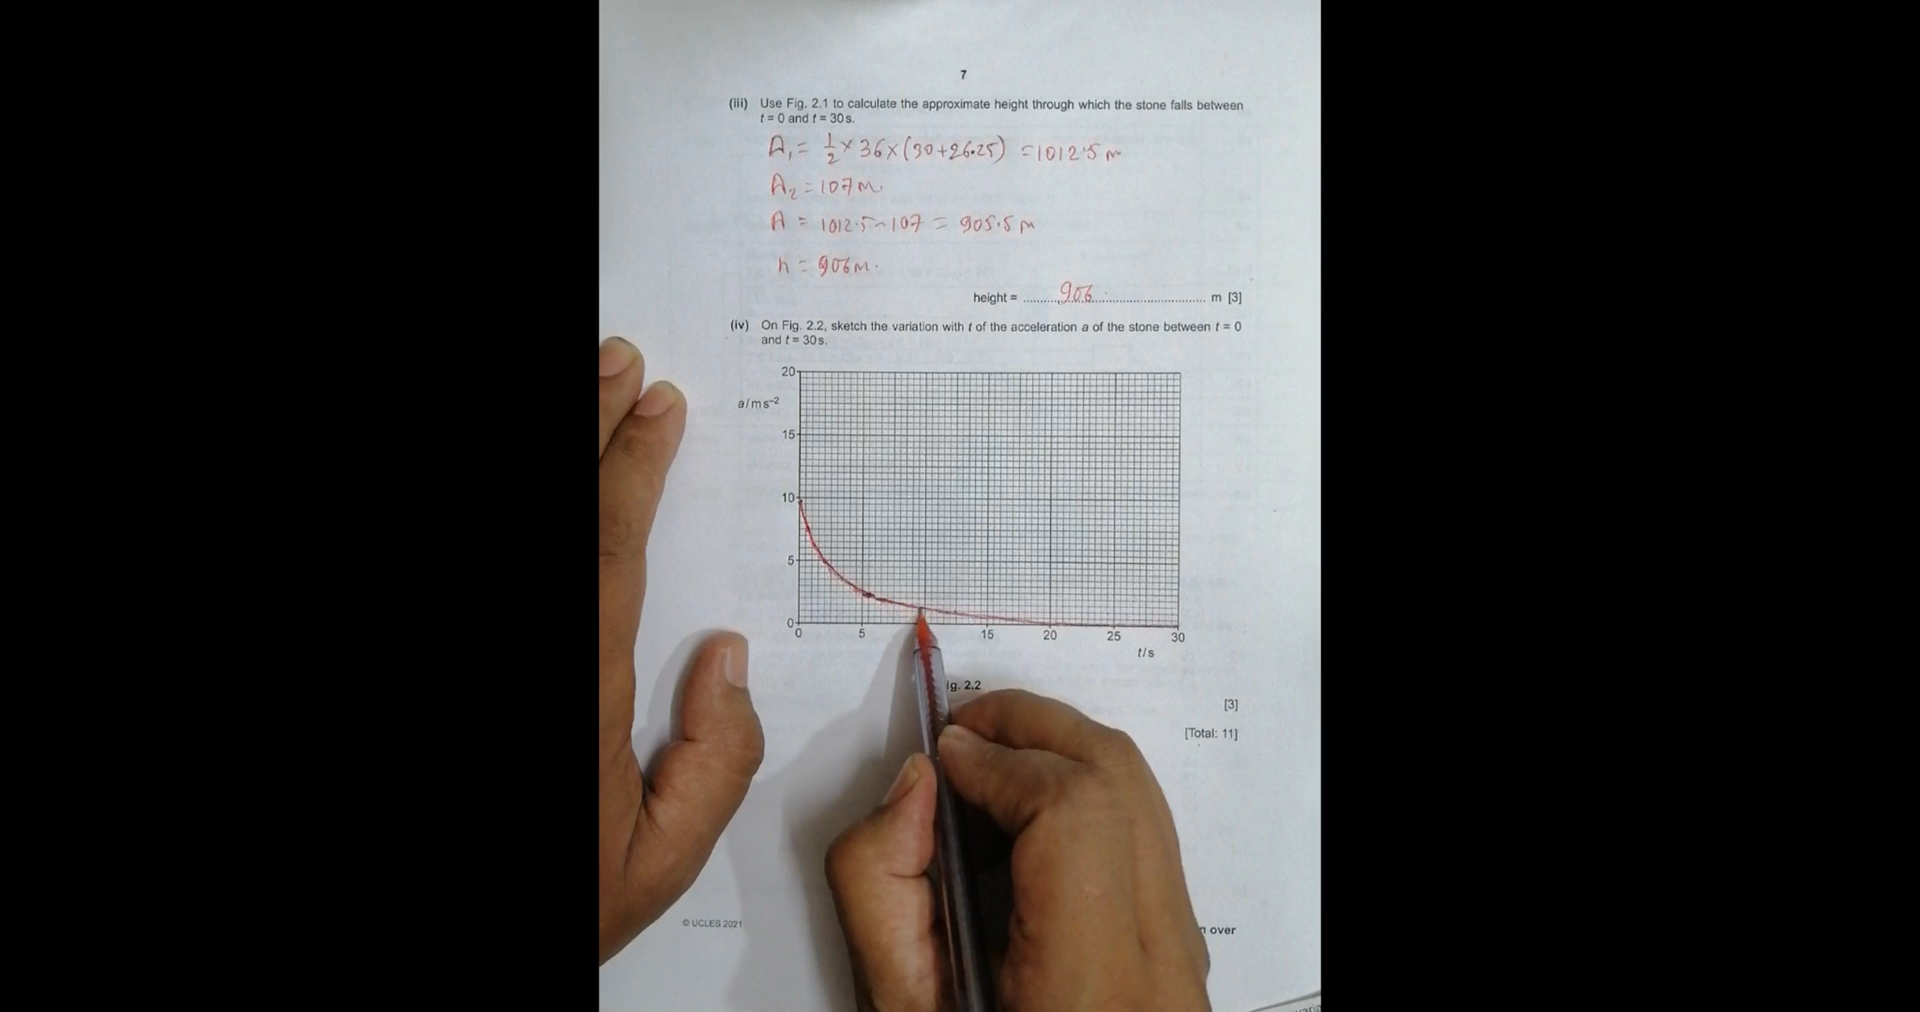 7
(iii) Use Fig. 2.1 to calculate the approximate height through which the stone falls between
t = 0 and t = 30 s.
A₁ = 1/2 × 36 × (30+26.25) = 1012.5 m
A₂ = 107 m.
A = 1012.5 - 107 = 905.5 m
h = 906 m.
height = ........906........ m [3]
(iv) On Fig. 2.2, sketch the variation with t of the acceleration a of the stone between t = 0
and t = 30 s.
20
a / m s⁻²
15
10
5
0
0 5 15 20 25 30
t / s
ig. 2.2
[3]
[Total: 11]
© UCLES 2021
over